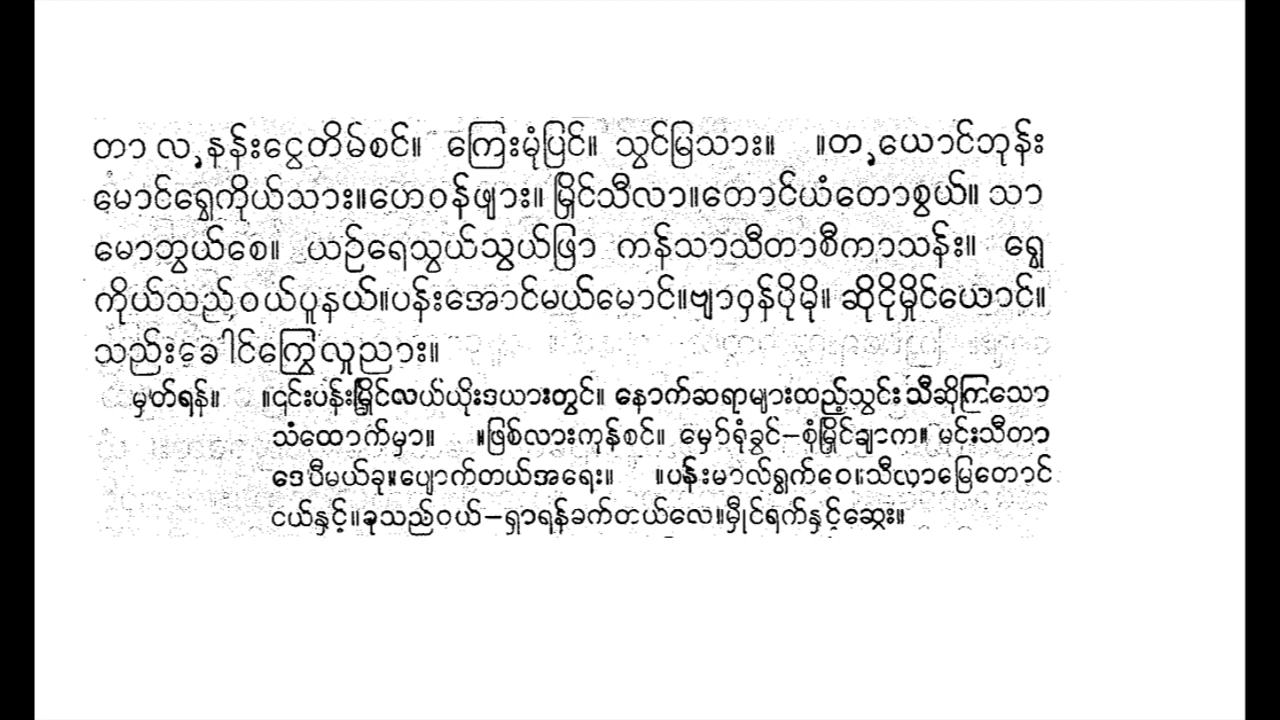 တာ လ,နန်းငွေတိမ်စင်။ ကြေးမုံပြင်။ သွင်မြသား။ ။တ,ယောင်ဘုန်း
မောင်ရွှေကိုယ်သား။ဟေဝန်ဖျား။ မြှိုင်သီလာ။တောင်ယံတောစွယ်။ သာ
မောဘွယ်စေ။ ယဉ်ရေသွယ်သွယ်ဖြာ ကန်သာသီတာစီကာသန်း။ ရွှေ
ကိုယ်သည်ဝယ်ပူနယ်။ပန်းအောင်မယ်မောင်။ဗျာဝှန်ပိုမို။ ဆိုငိုမှိုင်ယောင်။
သည်းခေါင်ကြွေလှူညား။
မှတ်ရန်။ ။၎င်းပန်းမြှိုင်လယ်ယိုးဒယားတွင်။ နောက်ဆရာများထည့်သွင်းသီဆိုကြသော
သံထောက်မှာ။ ။ဖြစ်လားကုန်စင်။ မှော်ရုံခွင်–စုံမြှိုင်ချာက။ မင်းသီတာ
ဒေဝီမယ်ခု။ပျောက်တယ်အရေး။ ။ပန်းမာလ်ရွက်ဝေ။သီလာမြေတောင်
ငယ်နှင့်။ခုသည်ဝယ်–ရှာရန်ခက်တယ်လေ။မှိုင်ရက်နှင့်ဆွေး။